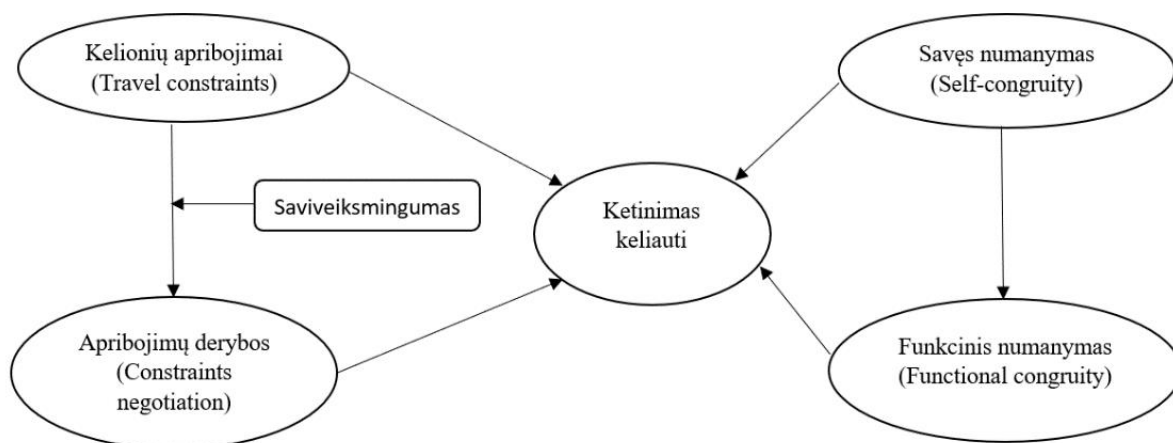 Kelionių apribojimai
(Travel constraints)
Savęs numanymas
(Self-congruity)
Saviveiksmingumas
Ketinimas
keliauti
Apribojimų derybos
(Constraints
negotiation)
Funkcinis numanymas
(Functional congruity)